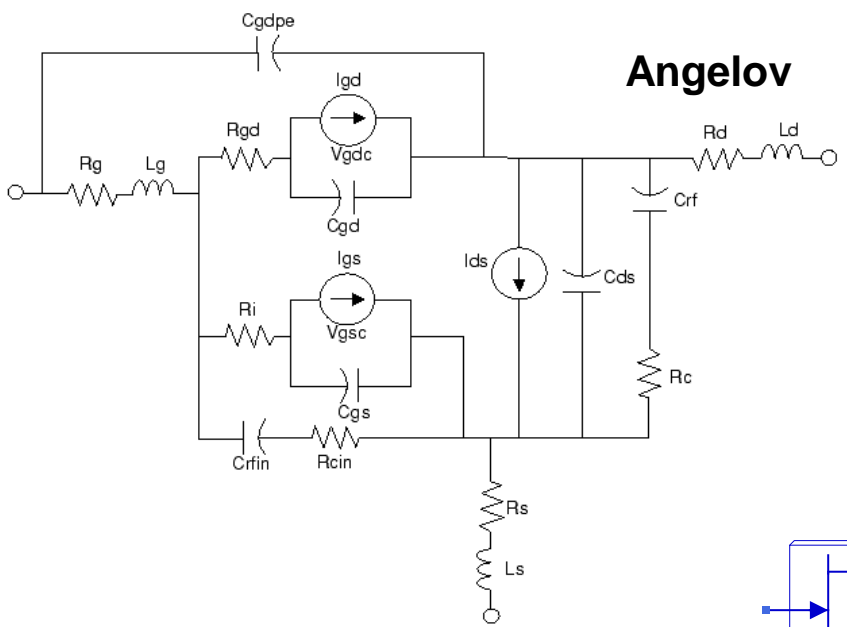 Cgdpe
Angelov
Igd
Rgd
Rd
Ld
Rg
Lg
Vgdc
Crf
Cgd
Igs
Ids
Cds
Ri
Vgsc
Rc
Cgs
Crfin
Rcin
Rs
Ls